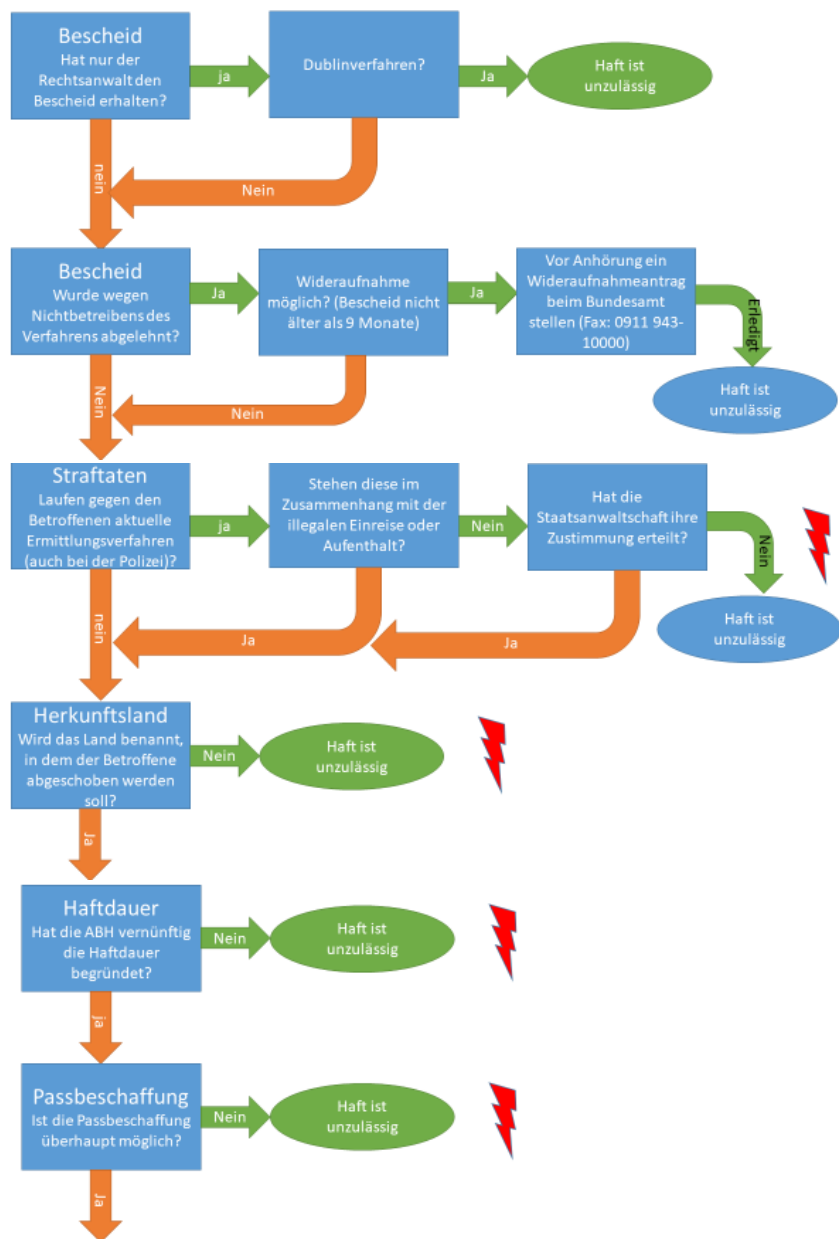 Bescheid
Hat nur der
Rechtsanwalt den
Bescheid erhalten?
ja
Dublinverfahren?
Ja
Haft ist
unzulässig
nein
Nein
Bescheid
Wurde wegen
Nichtbetreibens des
Verfahrens abgelehnt?
Ja
Wideraufnahme
möglich? (Bescheid nicht
älter als 9 Monate)
Ja
Vor Anhörung ein
Wideraufnahmeantrag
beim Bundesamt
stellen (Fax: 0911 943-
10000)
Erledigt
Haft ist
unzulässig
Nein
Nein
Straftaten
Laufen gegen den
Betroffenen aktuelle
Ermittlungsverfahren
(auch bei der Polizei)?
ja
Stehen diese im
Zusammenhang mit der
illegalen Einreise oder
Aufenthalt?
Nein
Hat die
Staatsanwaltschaft ihre
Zustimmung erteilt?
Nein
Haft ist
unzulässig
nein
Ja
Ja
Herkunftsland
Wird das Land benannt,
in dem der Betroffene
abgeschoben werden
soll?
Nein
Haft ist
unzulässig
Ja
Haftdauer
Hat die ABH vernünftig
die Haftdauer
begründet?
Nein
Haft ist
unzulässig
ja
Passbeschaffung
Ist die Passbeschaffung
überhaupt möglich?
Nein
Haft ist
unzulässig
Ja